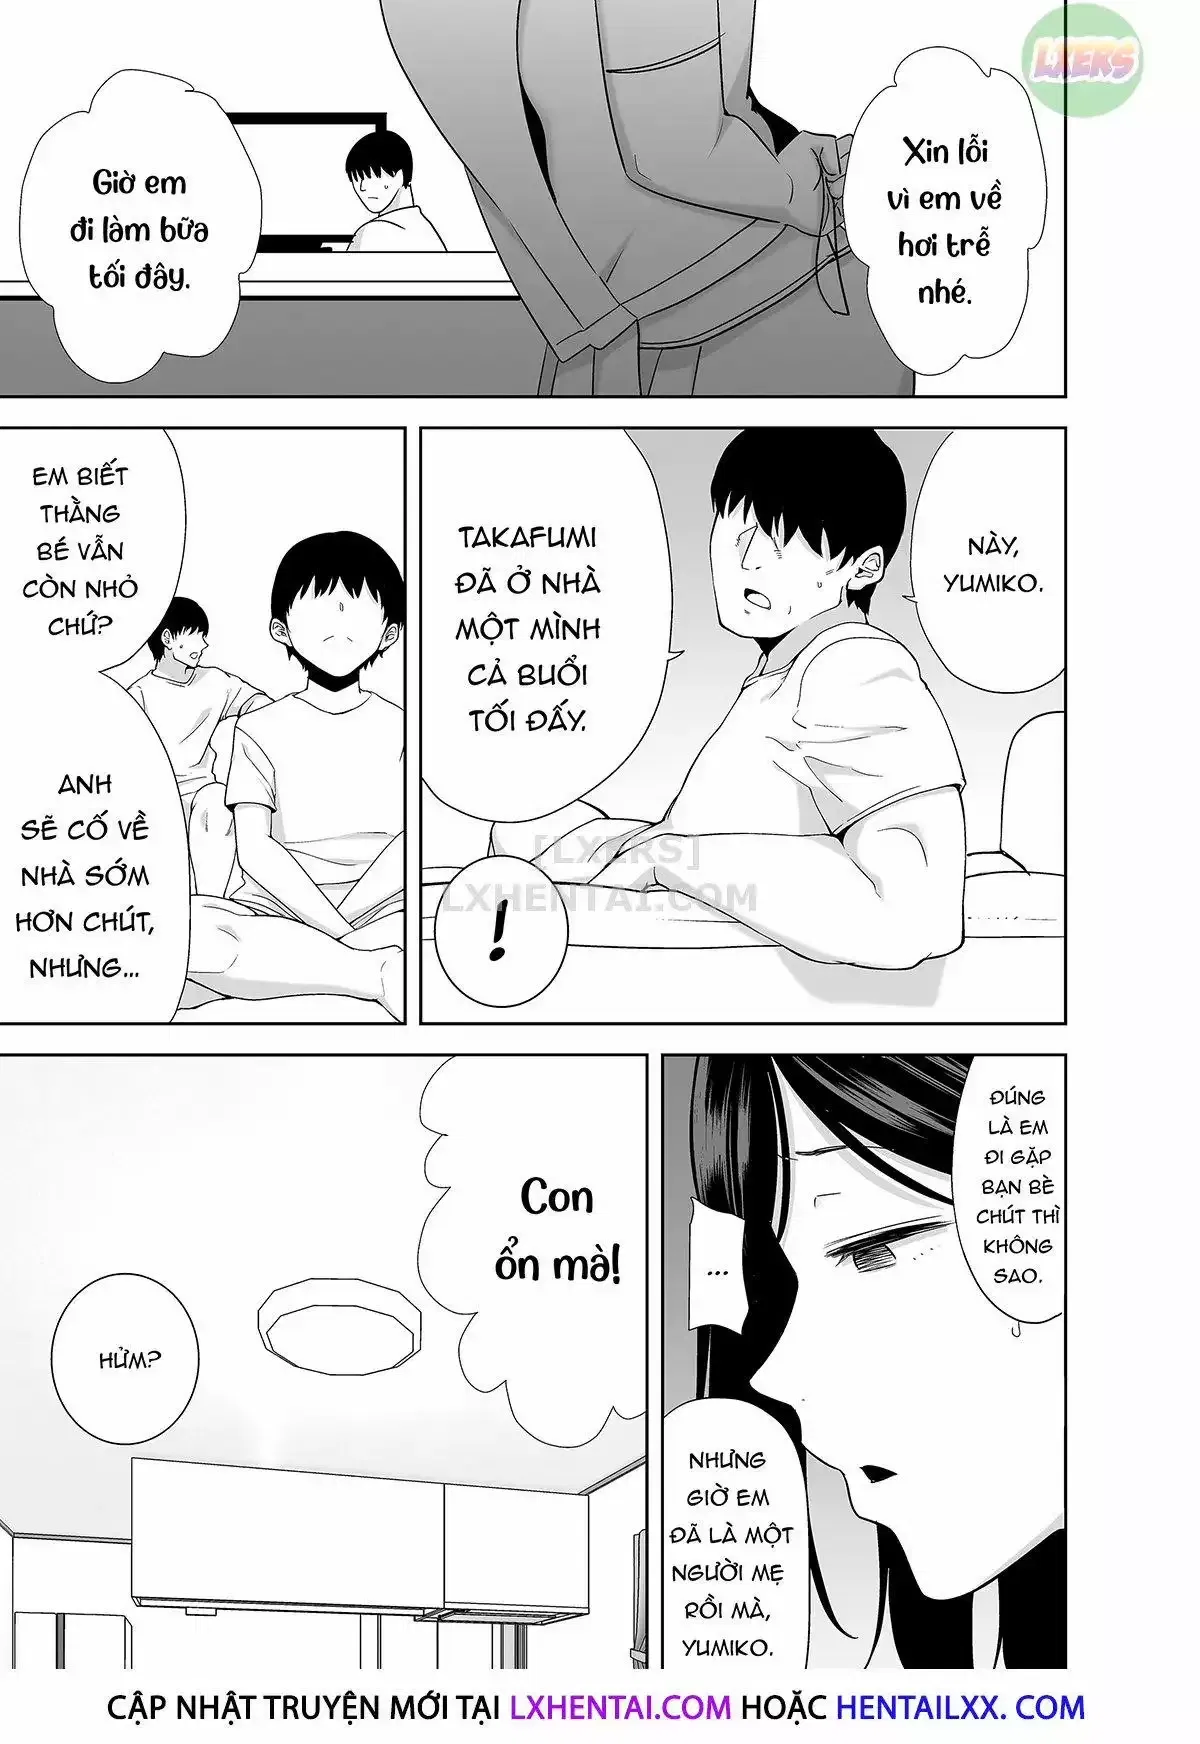 LXERS
Xin lỗi
vì em về
hơi trễ
nhé.
Giờ em
đi làm bữa
tối đây.
NÀY,
YUMIKO.
TAKAFUMI
ĐÃ Ở NHÀ
MỘT MÌNH
CẢ BUỔI
TỐI ĐẤY.
!
[LXERS]
LXHENTAI.COM
EM BIẾT
THẰNG
BÉ VẪN
CÒN NHỎ
CHỨ?
ANH
SẼ CỐ VỀ
NHÀ SỚM
HƠN CHÚT,
NHƯNG...
ĐÚNG
LÀ EM
ĐI GẶP
BẠN BÈ
CHÚT THÌ
KHÔNG
SAO.
...
NHƯNG
GIỜ EM
ĐÃ LÀ MỘT
NGƯỜI MẸ
RỒI MÀ,
YUMIKO.
Con
ổn mà!
HỬM?
CẬP NHẬT TRUYỆN MỚI TẠI LXHENTAI.COM HOẶC HENTAILXX. COM